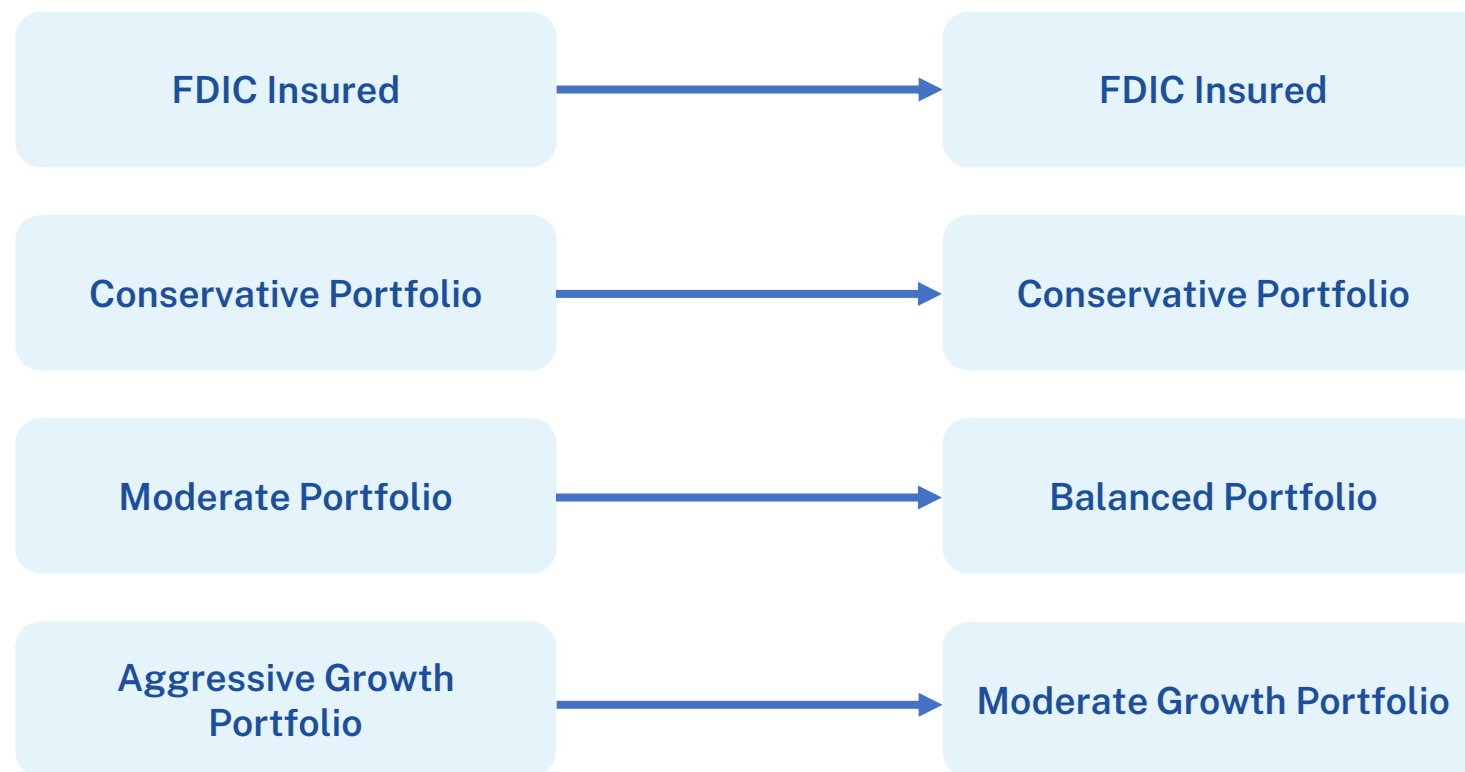 FDIC Insured
FDIC Insured
Conservative Portfolio
Conservative Portfolio
Moderate Portfolio
Balanced Portfolio
Aggressive Growth
Portfolio
Moderate Growth Portfolio